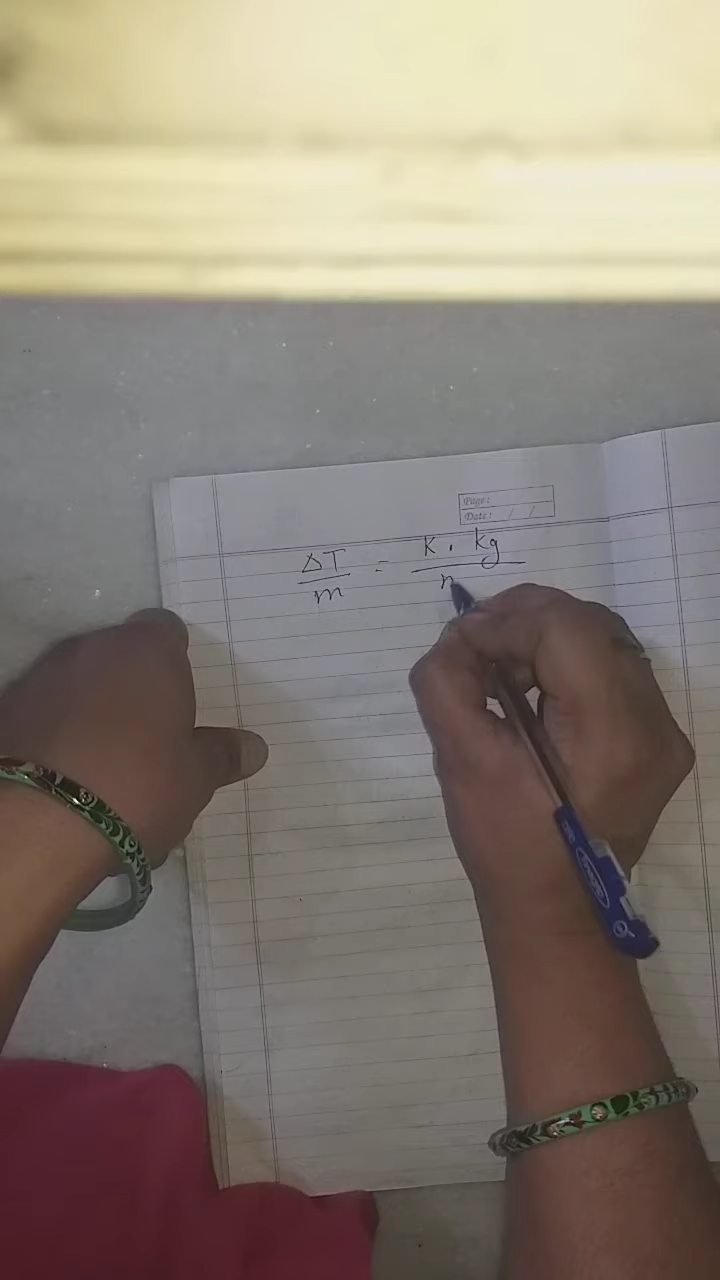 Page:
Date: / /
ΔT/m = K . kg/n